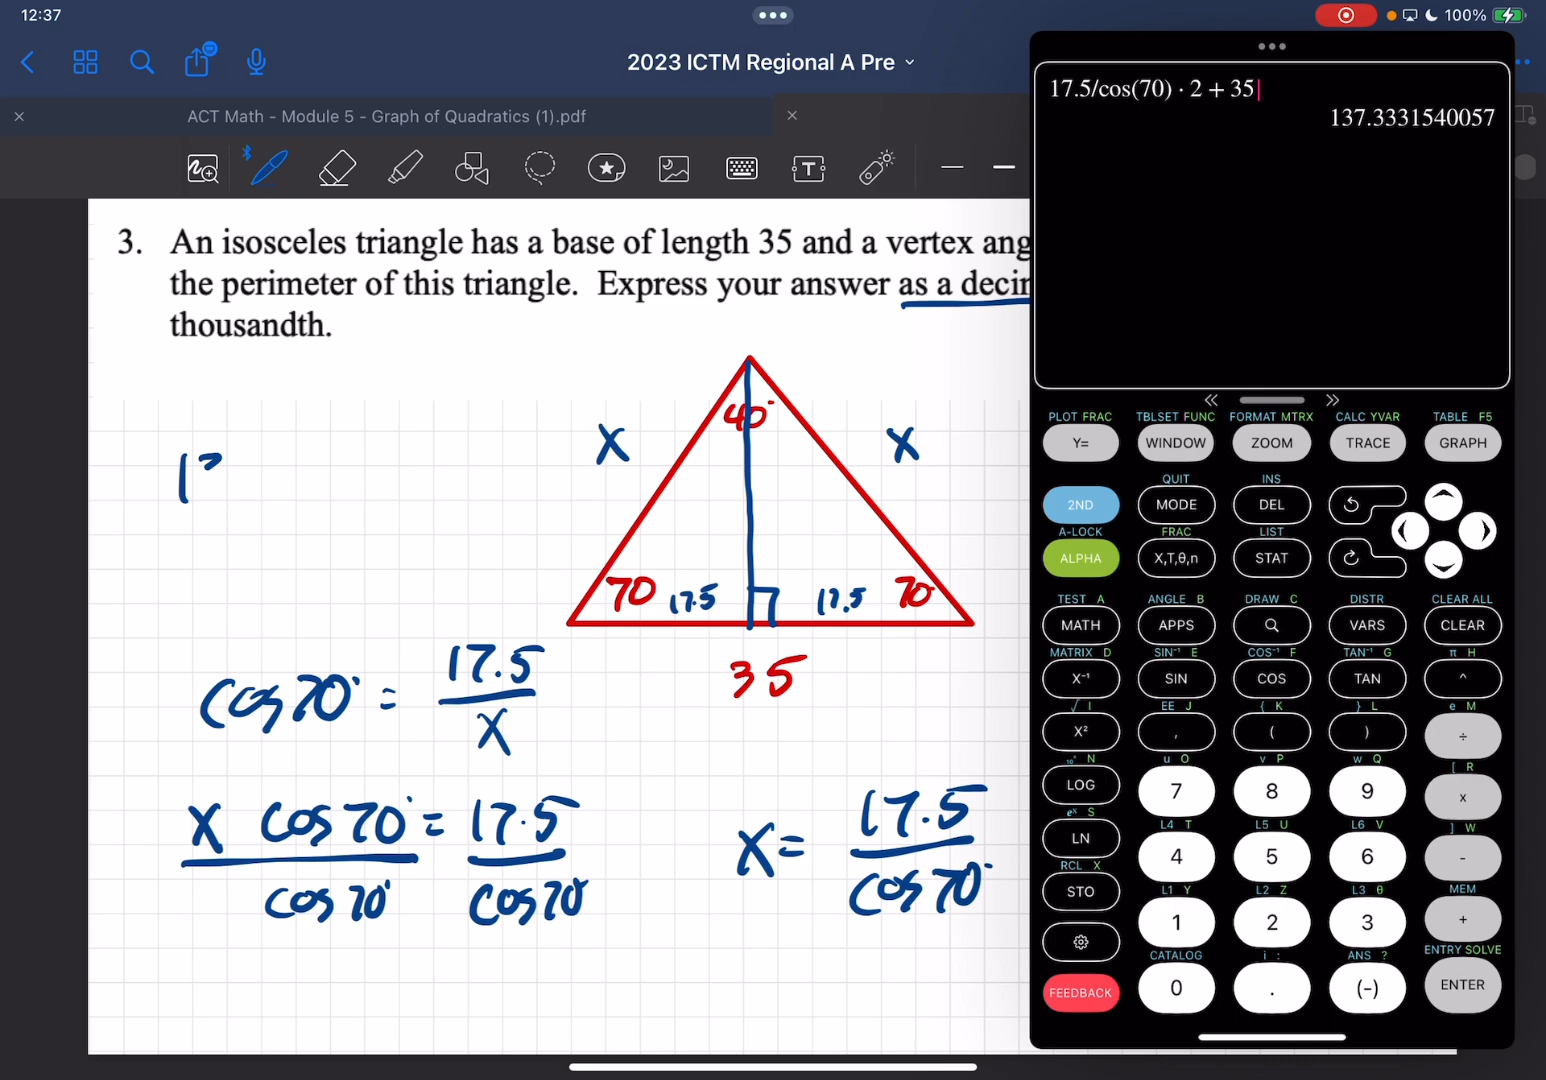 12:37
100%
2023 ICTM Regional A Pre
ACT Math - Module 5 - Graph of Quadratics (1).pdf
T
3. An isosceles triangle has a base of length 35 and a vertex ang
the perimeter of this triangle. Express your answer as a decin
thousandth.
40°
X X
13
70 17.5 17.5 70°
35
cos 70° = 17.5 / X
X cos 70° / cos 70° = 17.5 / cos 70°
X = 17.5 / cos 70°
17.5/cos(70) · 2 + 35
137.3331540057
PLOT FRAC TBLSET FUNC FORMAT MTRX CALC YVAR TABLE F5
Y= WINDOW ZOOM TRACE GRAPH
QUIT INS
2ND MODE DEL
A-LOCK FRAC LIST
ALPHA X,T,θ,n STAT
TEST A ANGLE B DRAW C DISTR CLEAR ALL
MATH APPS VARS CLEAR
MATRIX D SIN⁻¹ E COS⁻¹ F TAN⁻¹ G π H
X⁻¹ SIN COS TAN ^
√ I EE J { K } L e M
X² , ( ) ÷
10ˣ N u O v P w Q [ R
LOG 7 8 9 x
eˣ S L4 T L5 U L6 V ] W
LN 4 5 6 -
RCL X L1 Y L2 Z L3 θ MEM
STO 1 2 3 +
CATALOG i : ANS ? ENTRY SOLVE
FEEDBACK 0 . (-) ENTER